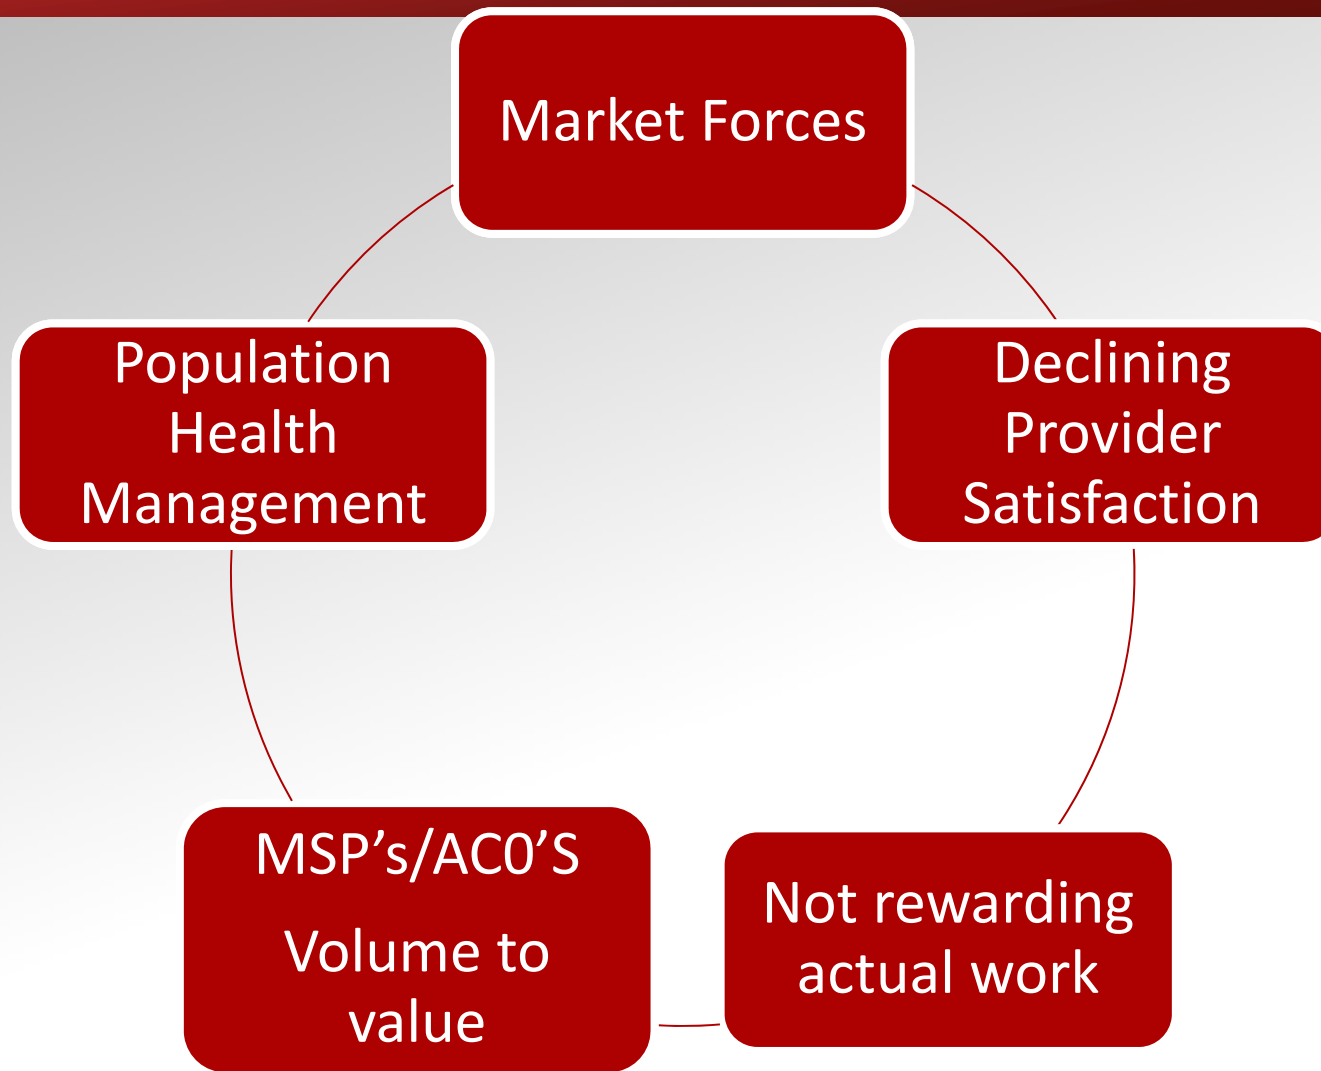 Market Forces
Population
Health
Management
Declining
Provider
Satisfaction
MSP’s/AC0’S
Volume to
value
Not rewarding
actual work